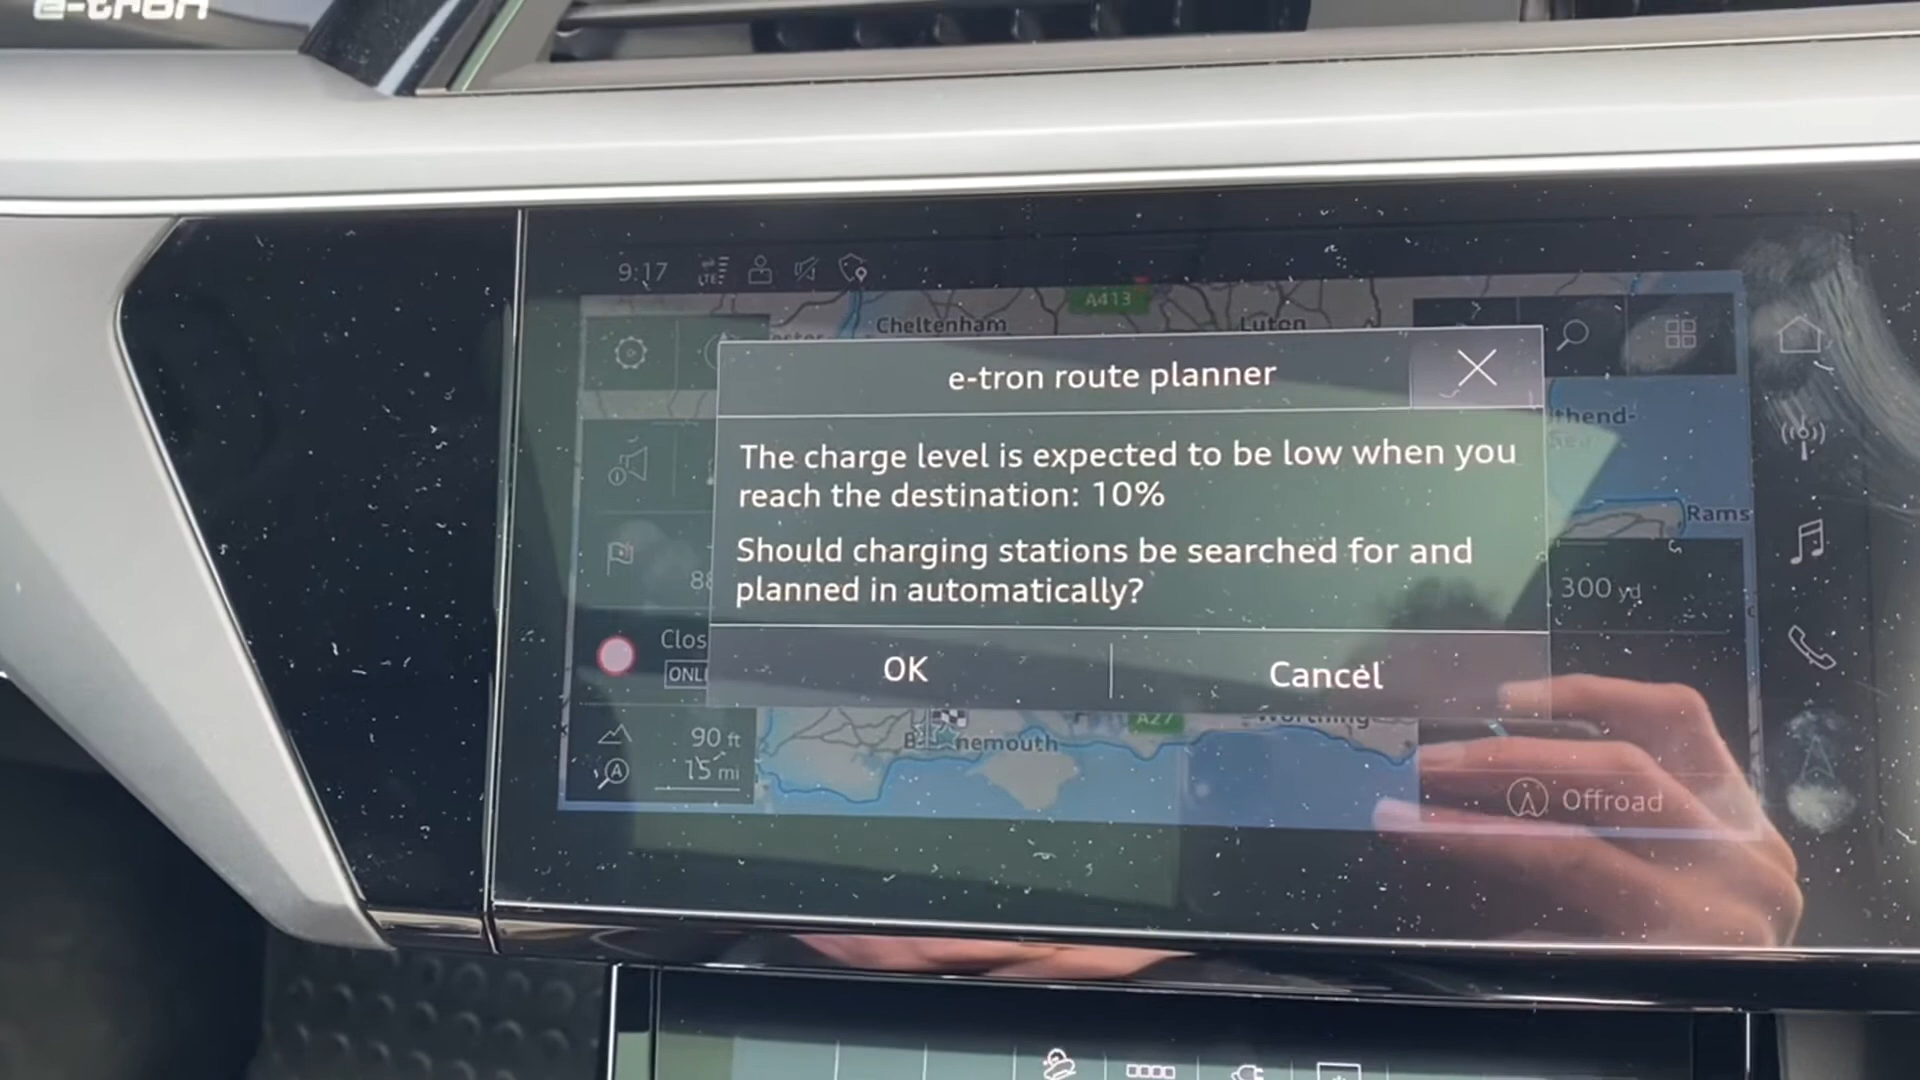 e-tron
9:17
LTE
A413
Cheltenham
Luton
e-tron route planner
The charge level is expected to be low when you
reach the destination: 10%
Should charging stations be searched for and
planned in automatically?
300 yd
OK
Cancel
A27
90 ft
15 mi
Offroad